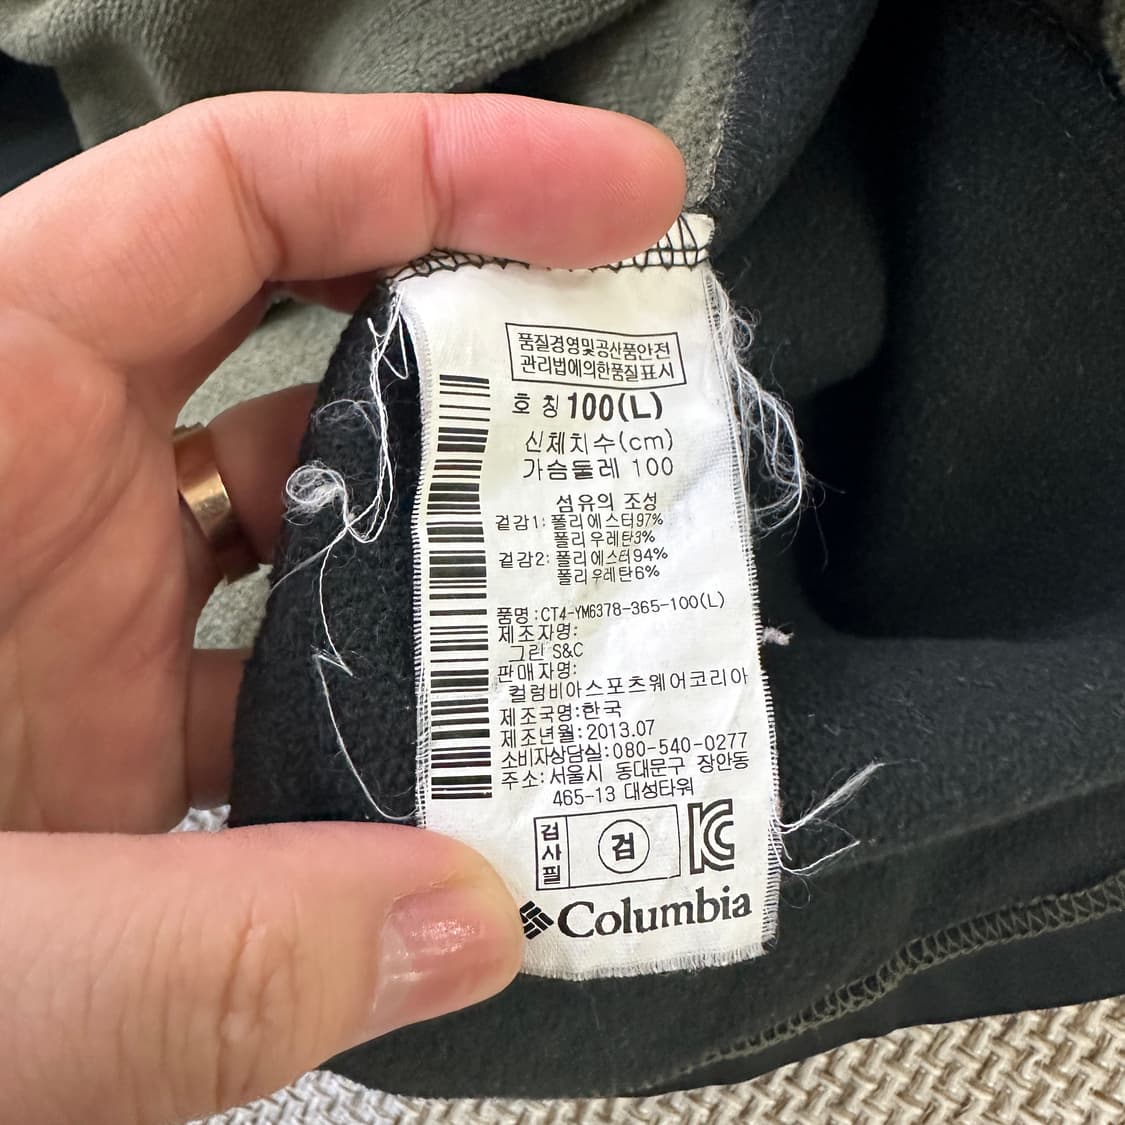 품질경영및공산품안전
관리법에의한품질표시
호 칭 100(L)
신체치수(cm)
가슴둘레 100
섬유의 조성
겉감1: 폴리에스터97%
폴리우레탄3%
겉감2: 폴리에스터94%
폴리우레탄6%
품명:CT4-YM6378-365-100(L)
제조자명:
그린 S&C
판매자명:
컬럼비아스포츠웨어코리아
제조국명:한국
제조년월:2013.07
소비자상담실:080-540-0277
주소:서울시 동대문구 장안동
465-13 대성타워
검사필
검
KC
Columbia